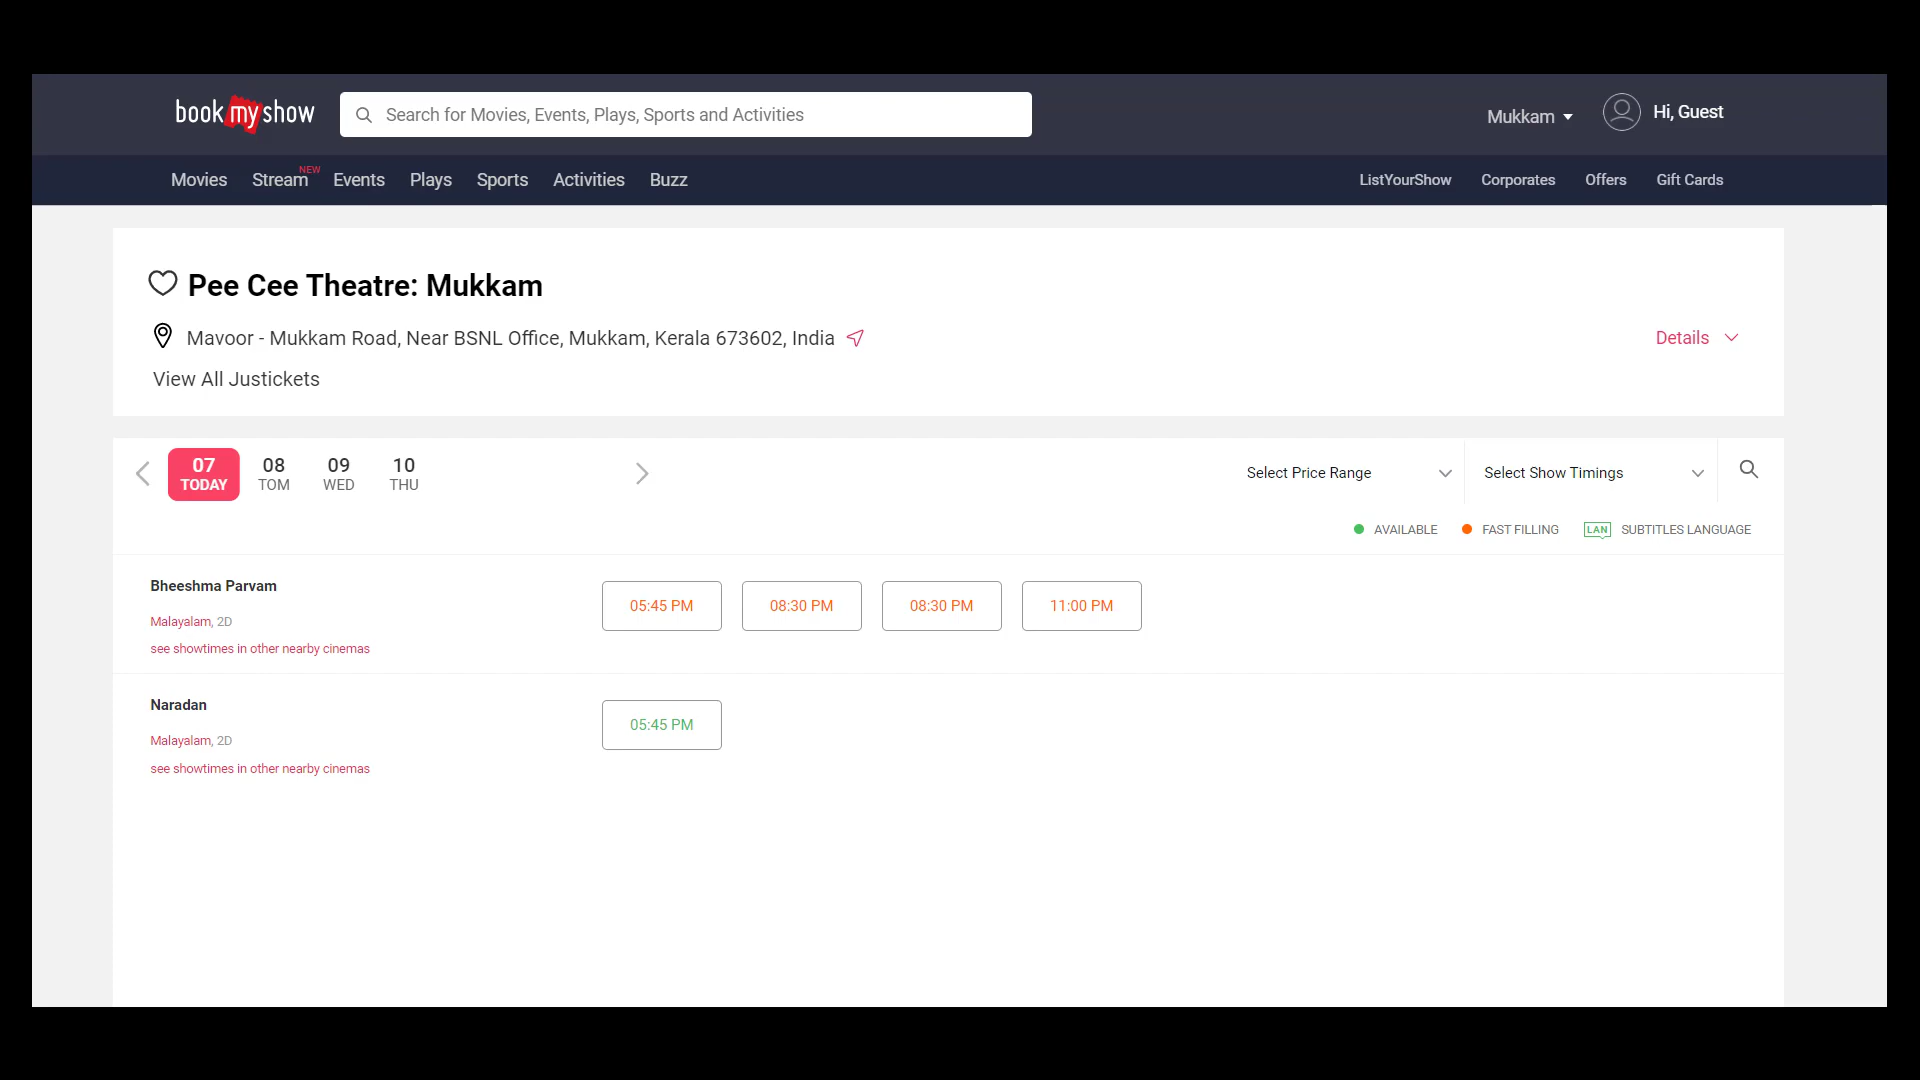 bookmyshow
Search for Movies, Events, Plays, Sports and Activities
Mukkam
Hi, Guest
Movies Stream NEW Events Plays Sports Activities Buzz
ListYourShow Corporates Offers Gift Cards
Pee Cee Theatre: Mukkam
Mavoor - Mukkam Road, Near BSNL Office, Mukkam, Kerala 673602, India
Details
View All Justickets
07 08 09 10
TODAY TOM WED THU
Select Price Range
Select Show Timings
AVAILABLE FAST FILLING LAN SUBTITLES LANGUAGE
Bheeshma Parvam
05:45 PM 08:30 PM 08:30 PM 11:00 PM
Malayalam, 2D
see showtimes in other nearby cinemas
Naradan
05:45 PM
Malayalam, 2D
see showtimes in other nearby cinemas